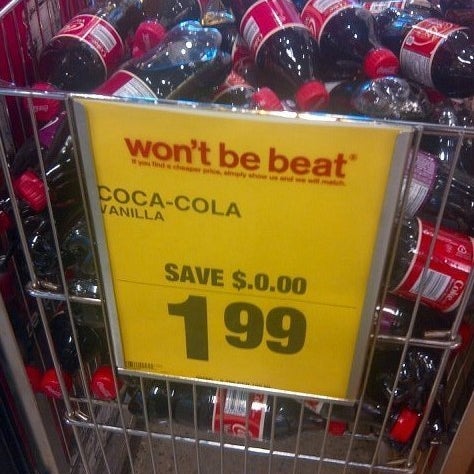 won't be beat®
If you find a cheaper price, simply show us and we will match.
COCA-COLA
VANILLA
SAVE $.0.00
1 99